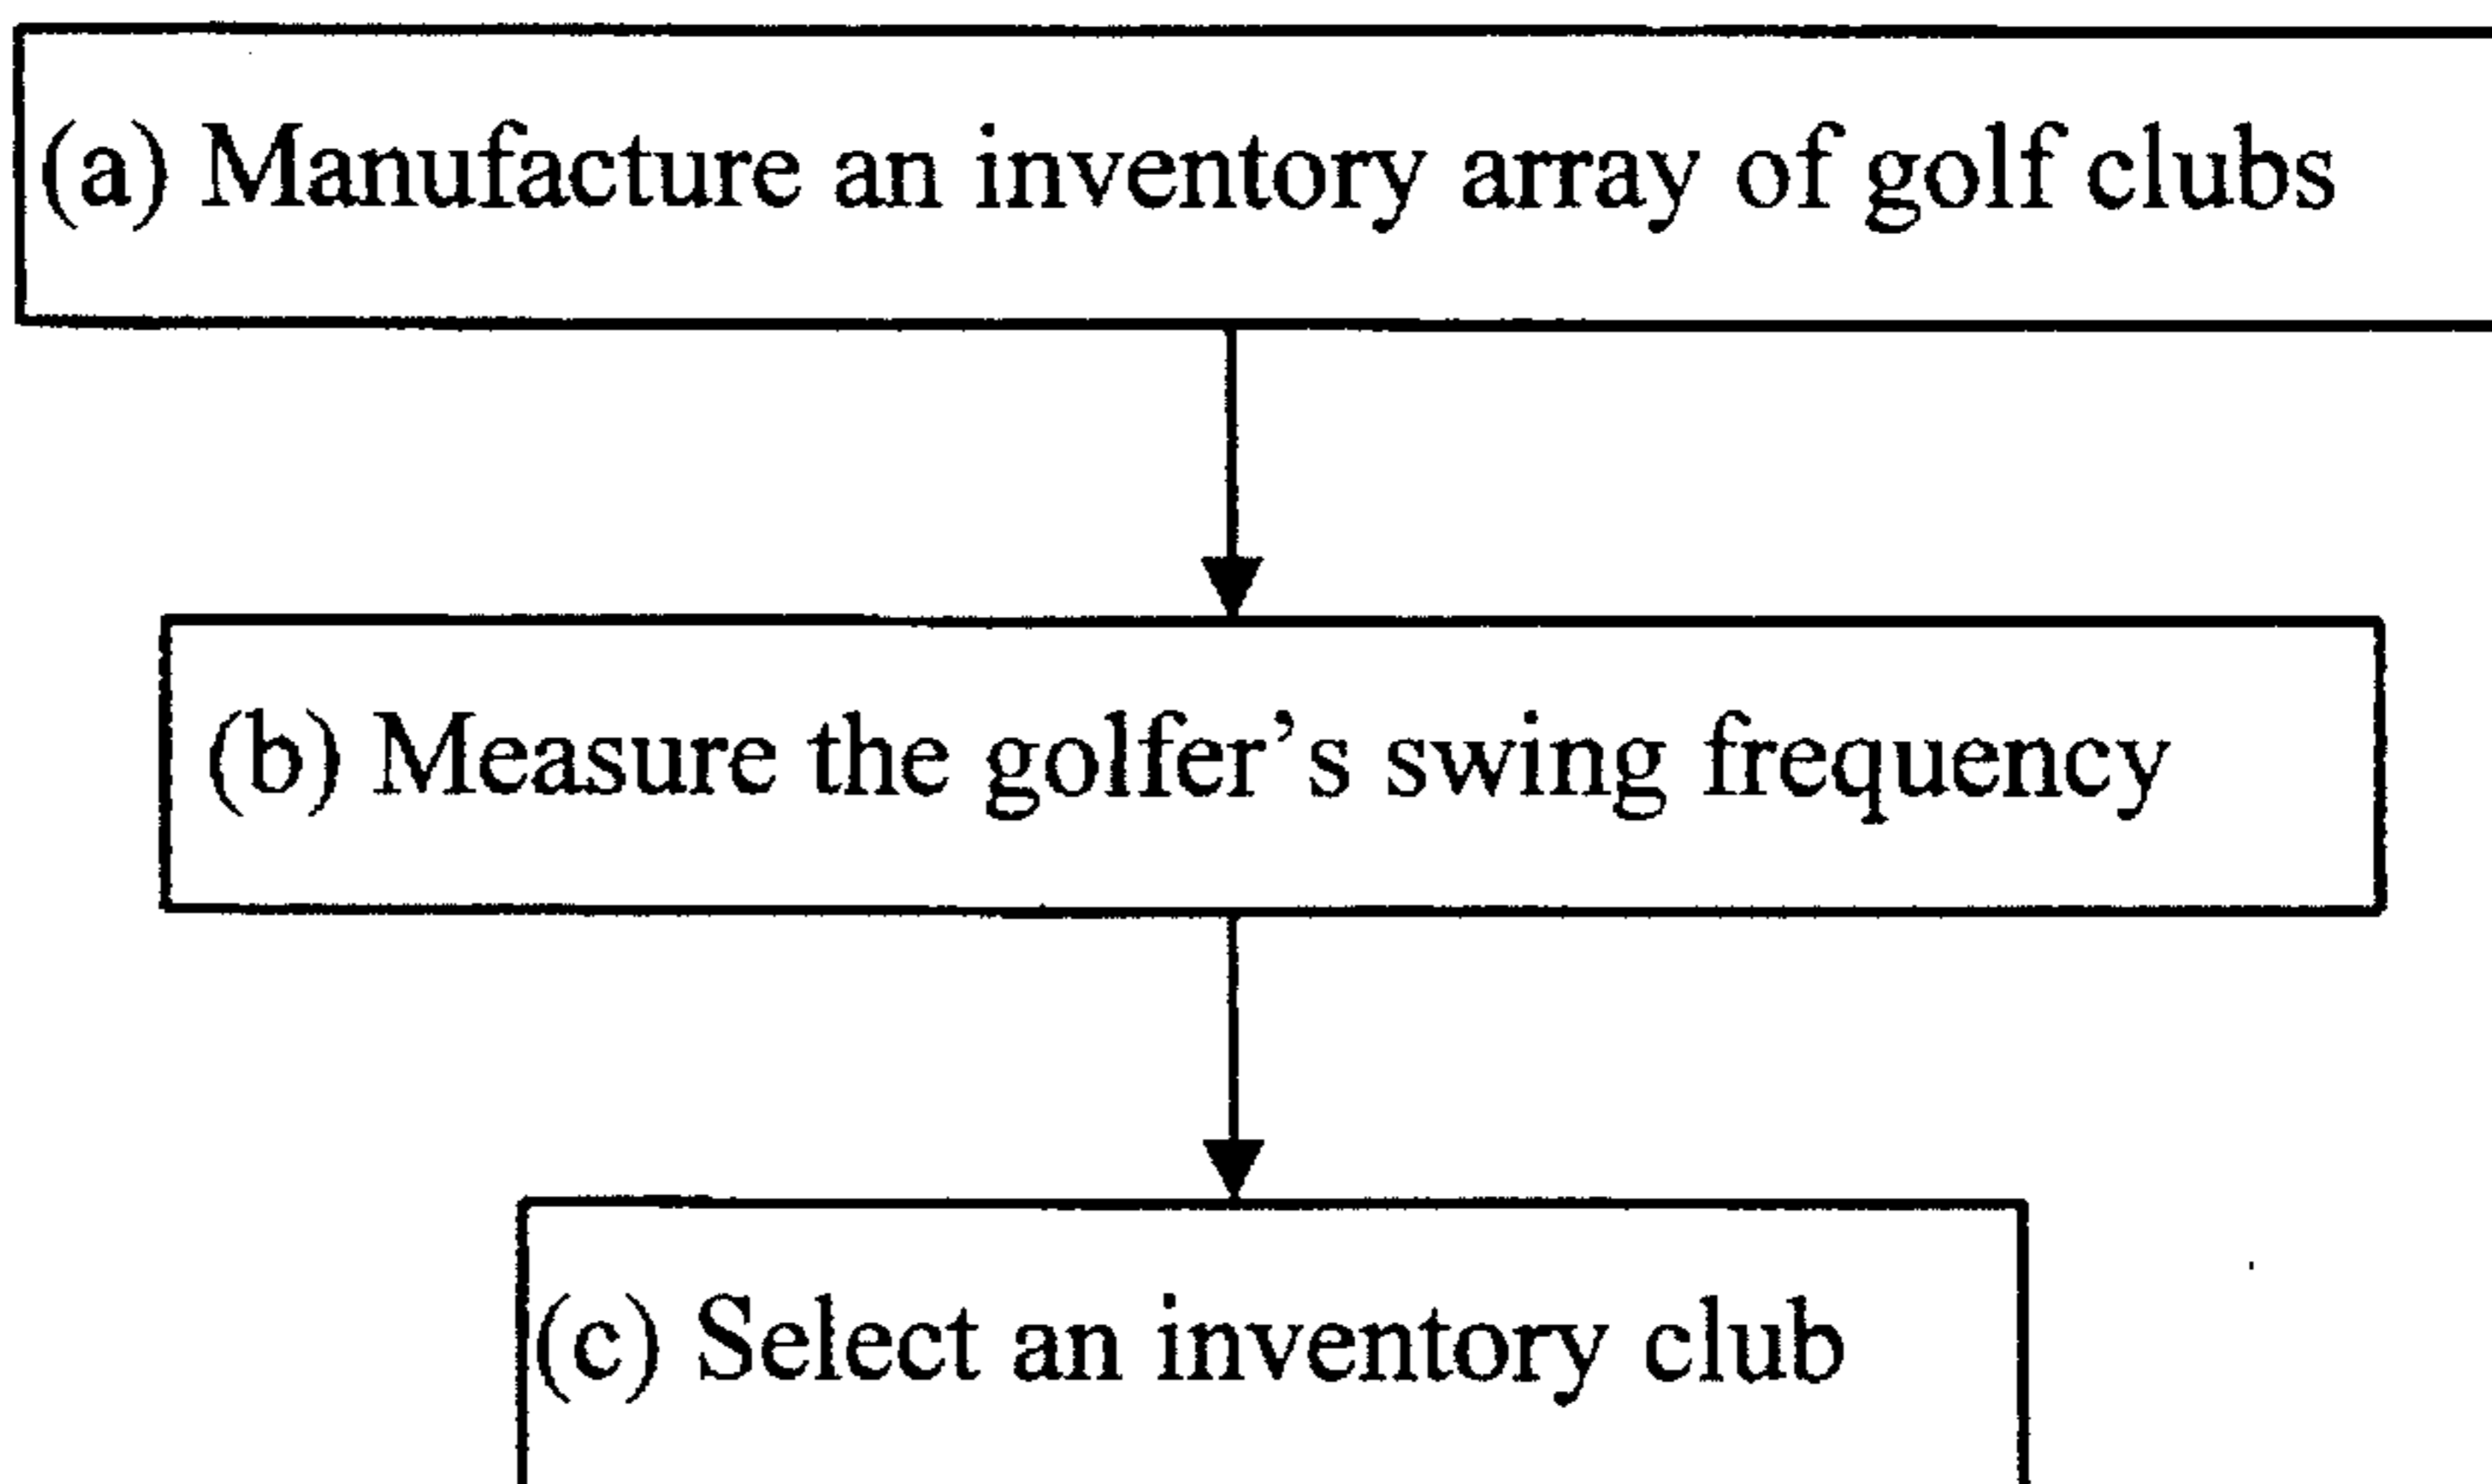 (a) Manufacture an inventory array of golf clubs
(b) Measure the golfer’s swing frequency
(c) Select an inventory club